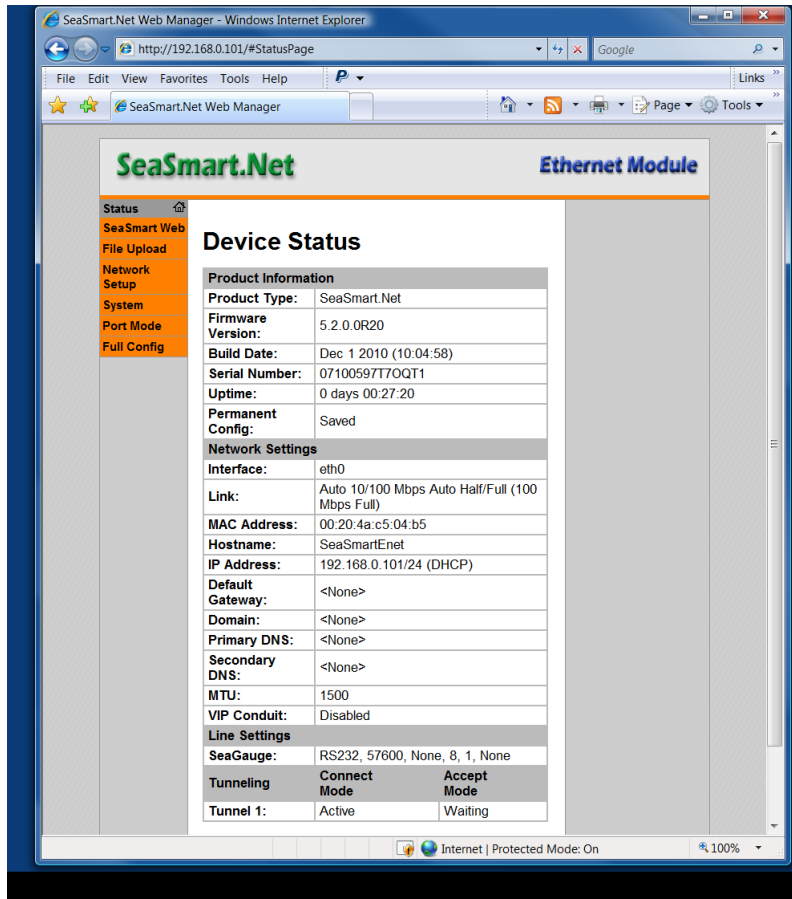 SeaSmart.Net Web Manager - Windows Internet Explorer
http://192.168.0.101/#StatusPage
Google
File Edit View Favorites Tools Help
Links
SeaSmart.Net Web Manager
Page
Tools
SeaSmart.Net
Ethernet Module
Status
SeaSmart Web
File Upload
Network
Setup
System
Port Mode
Full Config
Device Status
Product Information
Product Type: SeaSmart.Net
Firmware
Version: 5.2.0.0R20
Build Date: Dec 1 2010 (10:04:58)
Serial Number: 07100597T7OQT1
Uptime: 0 days 00:27:20
Permanent
Config: Saved
Network Settings
Interface: eth0
Link: Auto 10/100 Mbps Auto Half/Full (100
Mbps Full)
MAC Address: 00:20:4a:c5:04:b5
Hostname: SeaSmartEnet
IP Address: 192.168.0.101/24 (DHCP)
Default
Gateway: <None>
Domain: <None>
Primary DNS: <None>
Secondary
DNS: <None>
MTU: 1500
VIP Conduit: Disabled
Line Settings
SeaGauge: RS232, 57600, None, 8, 1, None
Tunneling Connect
Mode Accept
Mode
Tunnel 1: Active Waiting
Internet | Protected Mode: On
100%